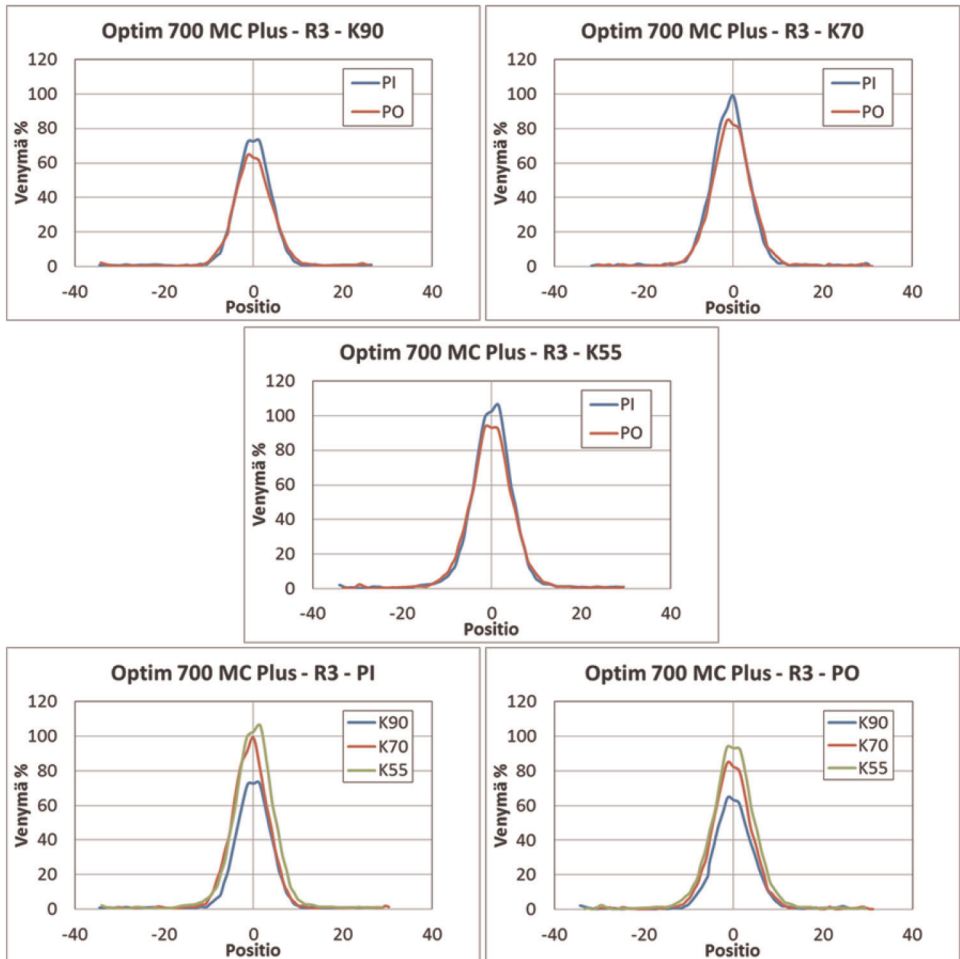 Optim 700 MC Plus - R3 - K90
120
100
80
60
40
20
0
Venymä %
PI
PO
-40 -20 0 20 40
Positio
Optim 700 MC Plus - R3 - K70
120
100
80
60
40
20
0
Venymä %
PI
PO
-40 -20 0 20 40
Positio
Optim 700 MC Plus - R3 - K55
120
100
80
60
40
20
0
Venymä %
PI
PO
-40 -20 0 20 40
Positio
Optim 700 MC Plus - R3 - PI
120
100
80
60
40
20
0
Venymä %
K90
K70
K55
-40 -20 0 20 40
Positio
Optim 700 MC Plus - R3 - PO
120
100
80
60
40
20
0
Venymä %
K90
K70
K55
-40 -20 0 20 40
Positio